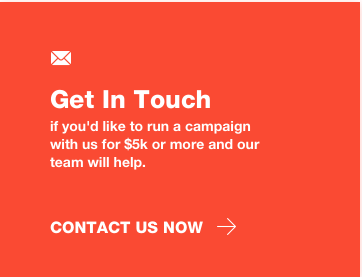 Get In Touch
if you'd like to run a campaign
with us for $5k or more and our
team will help.
CONTACT US NOW